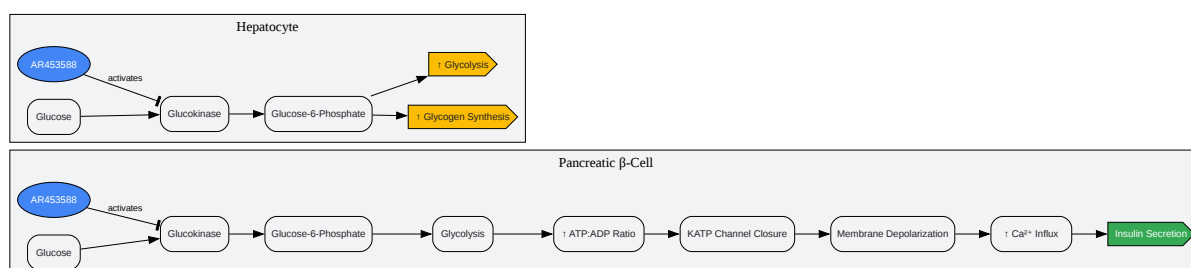 Hepatocyte
AR453588
activates
Glucose
Glucokinase
Glucose-6-Phosphate
↑ Glycolysis
↑ Glycogen Synthesis
Pancreatic β-Cell
AR453588
activates
Glucose
Glucokinase
Glucose-6-Phosphate
Glycolysis
↑ ATP:ADP Ratio
KATP Channel Closure
Membrane Depolarization
↑ Ca²⁺ Influx
Insulin Secretion